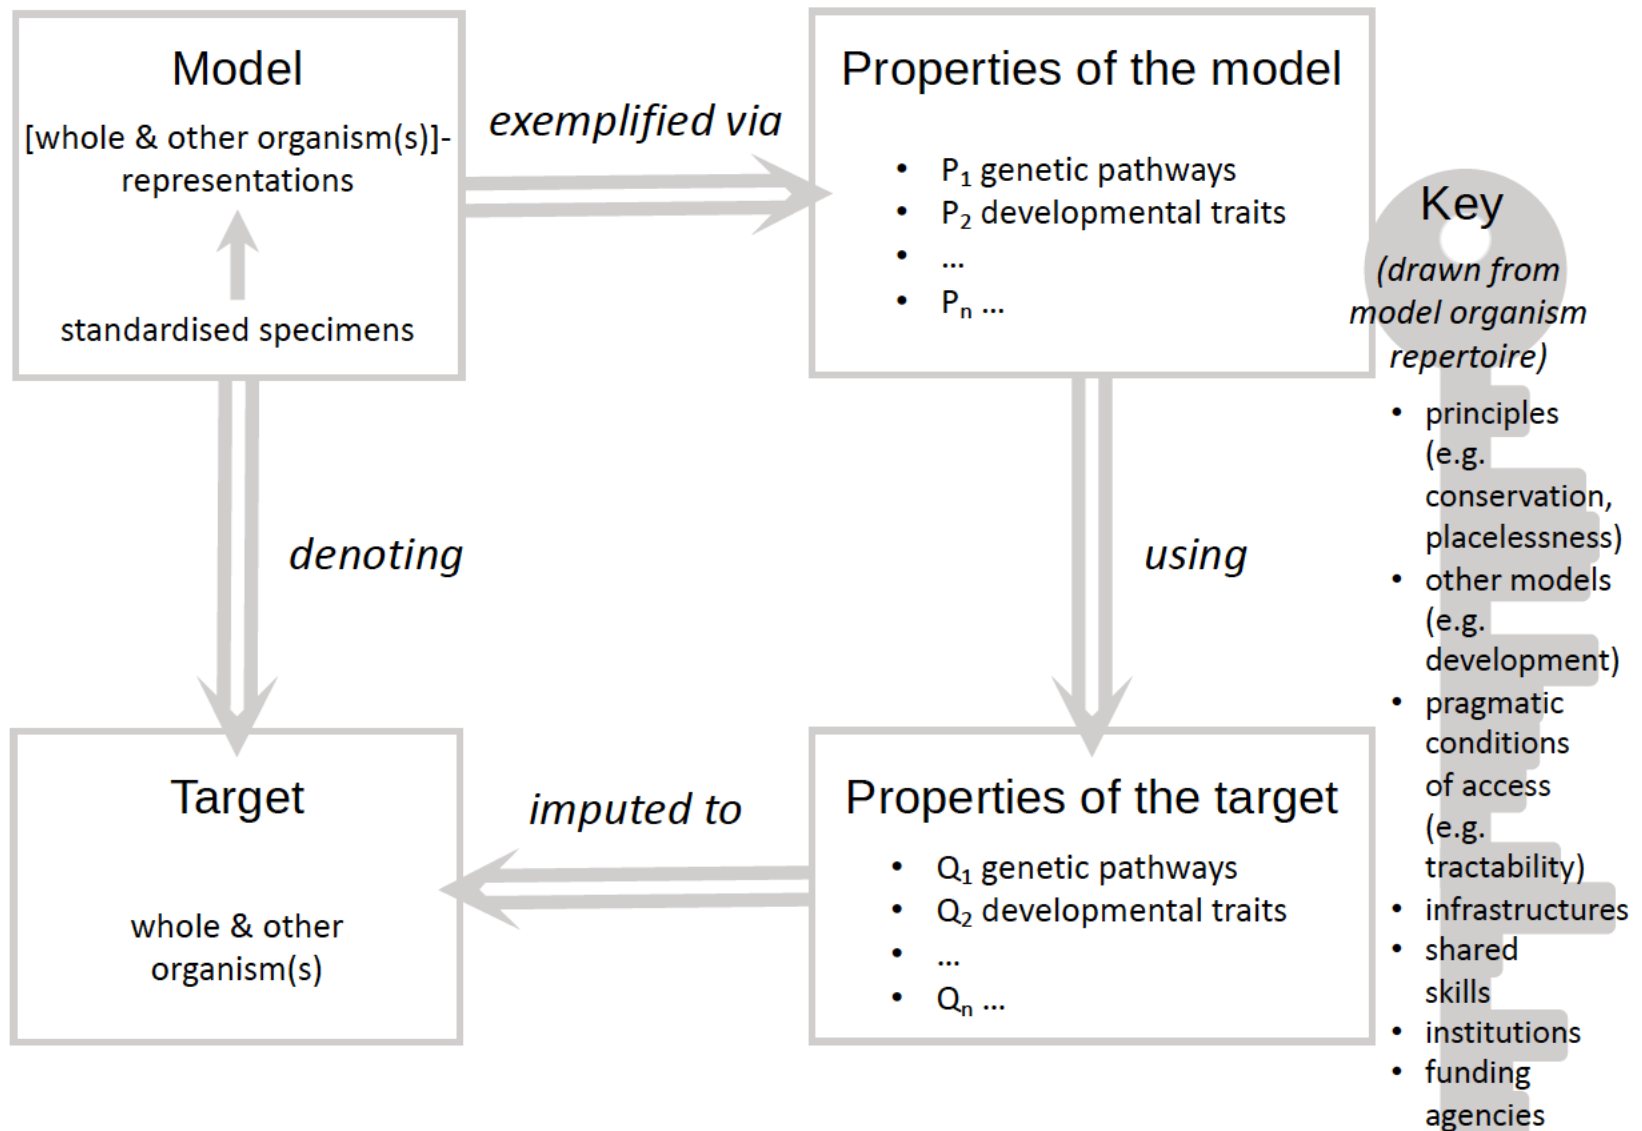 Model
[whole & other organism(s)]-
representations
standardised specimens
exemplified via
Properties of the model
• P1 genetic pathways
• P2 developmental traits
• ...
• Pn ...
Key
(drawn from
model organism
repertoire)
• principles
(e.g.
conservation,
placelessness)
• other models
(e.g.
development)
• pragmatic
conditions
of access
(e.g.
tractability)
• infrastructures
• shared
skills
• institutions
• funding
agencies
denoting
using
Target
whole & other
organism(s)
imputed to
Properties of the target
• Q1 genetic pathways
• Q2 developmental traits
• ...
• Qn ...